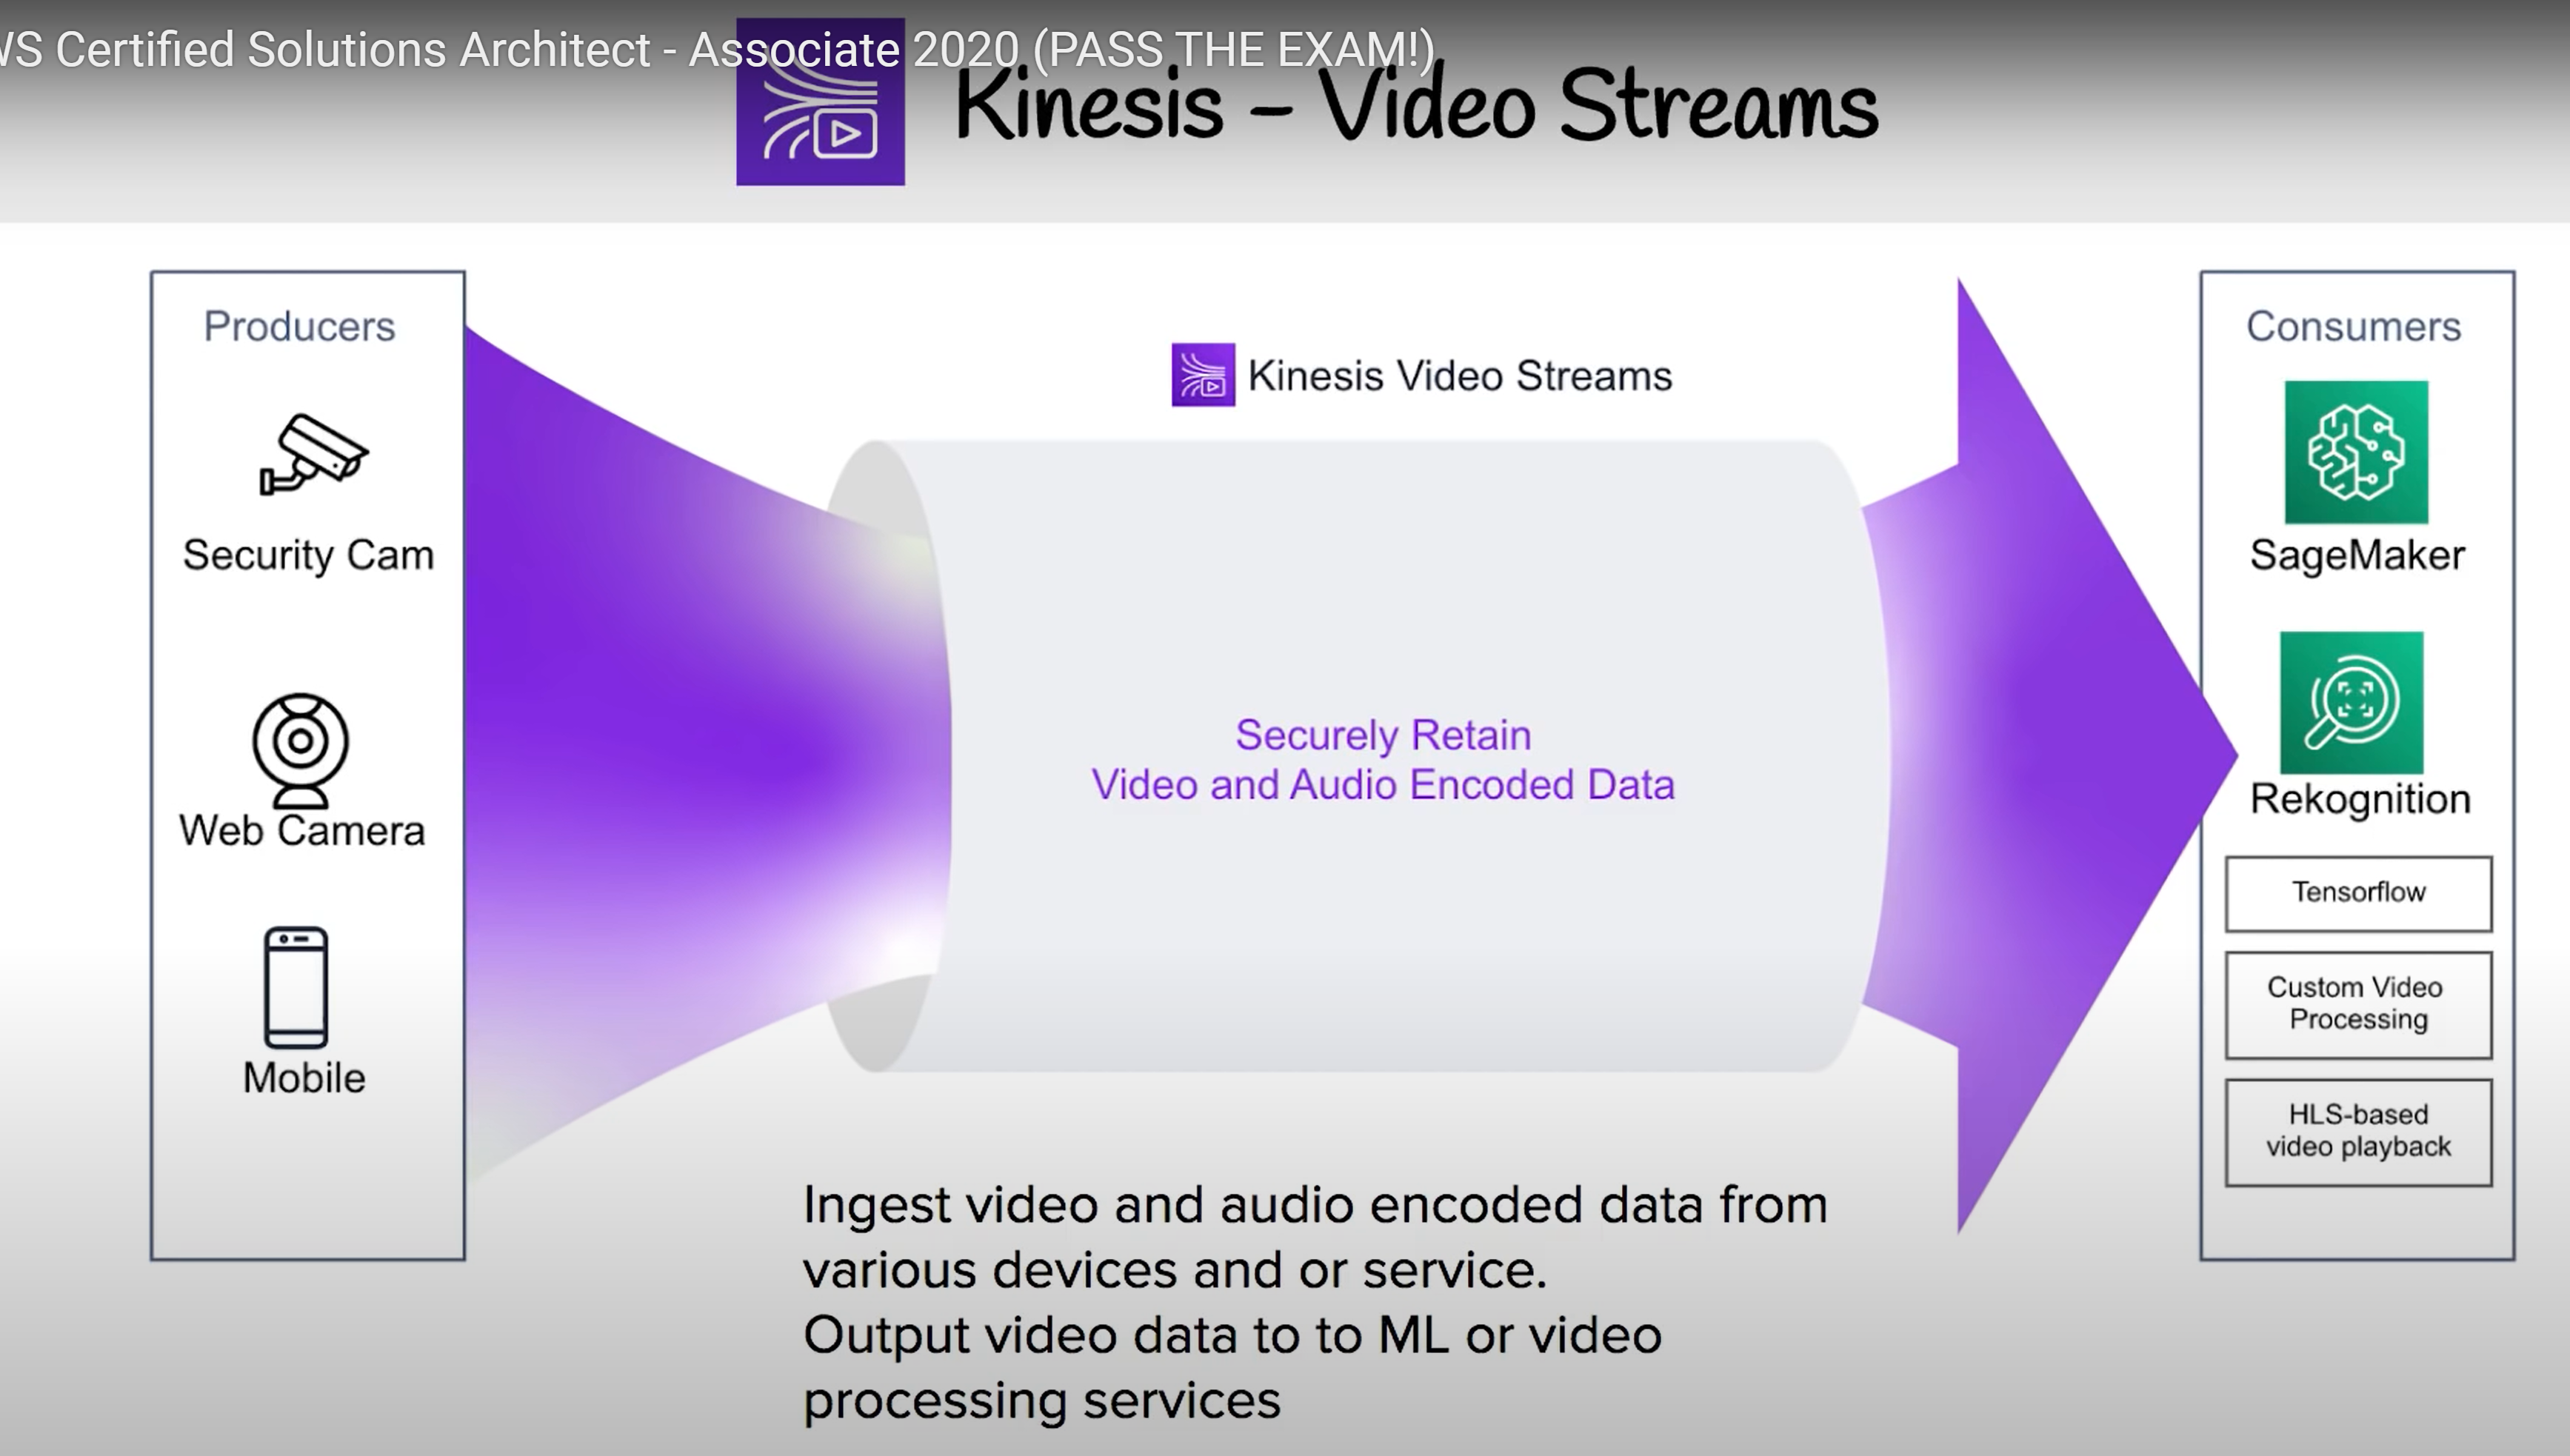 WS Certified Solutions Architect - Associate 2020 (PASS THE EXAM!)
Kinesis – Video Streams
Producers
Security Cam
Web Camera
Mobile
Kinesis Video Streams
Securely Retain
Video and Audio Encoded Data
Consumers
SageMaker
Rekognition
Tensorflow
Custom Video
Processing
HLS-based
video playback
Ingest video and audio encoded data from
various devices and or service.
Output video data to to ML or video
processing services